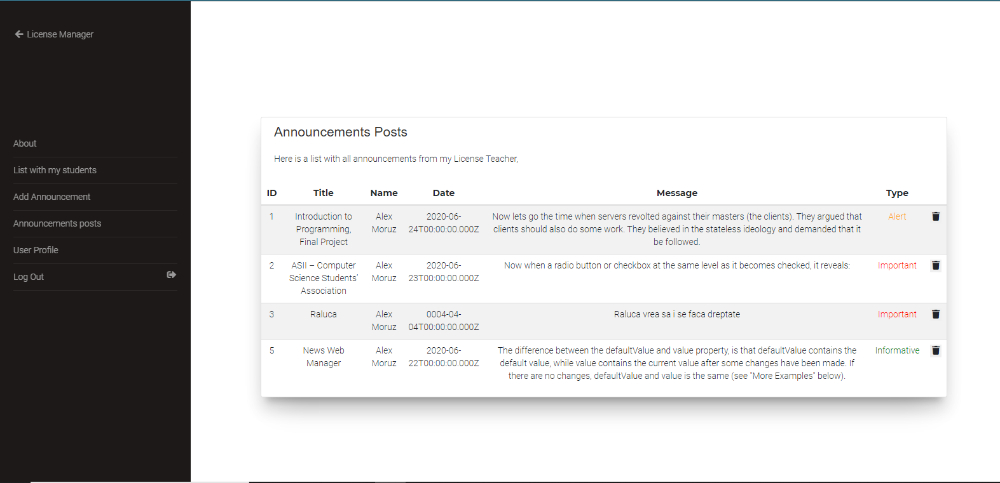 License Manager
About
List with my students
Add Announcement
Announcements posts
User Profile
Log Out
Announcements Posts
Here is a list with all announcements from my License Teacher,
ID Title Name Date Message Type
1 Introduction to Programming, Final Project Alex Moruz 2020-06-24T00:00:00.000Z Now lets go the time when servers revolted against their masters (the clients). They argued that clients should also do some work. They believed in the stateless ideology and demanded that it be followed. Alert
2 ASII – Computer Science Students' Association Alex Moruz 2020-06-23T00:00:00.000Z Now when a radio button or checkbox at the same level as it becomes checked, it reveals: Important
3 Raluca Alex Moruz 0004-04-04T00:00:00.000Z Raluca vrea sa i se faca dreptate Important
5 News Web Manager Alex Moruz 2020-06-22T00:00:00.000Z The difference between the defaultValue and value property, is that defaultValue contains the default value, while value contains the current value after some changes have been made. If there are no changes, defaultValue and value is the same (see "More Examples" below). Informative